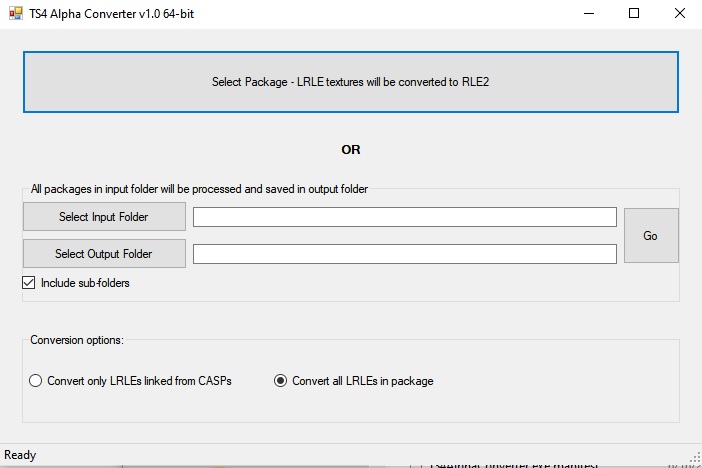 TS4 Alpha Converter v1.0 64-bit
Select Package - LRLE textures will be converted to RLE2
OR
All packages in input folder will be processed and saved in output folder
Select Input Folder
Go
Select Output Folder
Include sub-folders
Conversion options:
Convert only LRLEs linked from CASPs
Convert all LRLEs in package
Ready